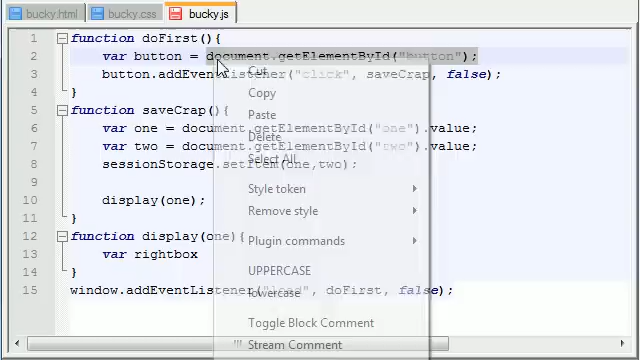 bucky.html bucky.css bucky.js
1 function doFirst(){
2 var button = document.getElementById("button");
3 button.addEventListener("click", saveCrap, false);
4 }
5 function saveCrap(){
6 var one = document.getElementById("one").value;
7 var two = document.getElementById("two").value;
8 sessionStorage.setItem(one,two);
9
10 display(one);
11 }
12 function display(one){
13 var rightbox
14 }
15 window.addEventListener("load", doFirst, false);
Cut
Copy
Paste
Delete
Select All
Style token
Remove style
Plugin commands
UPPERCASE
lowercase
Toggle Block Comment
Stream Comment